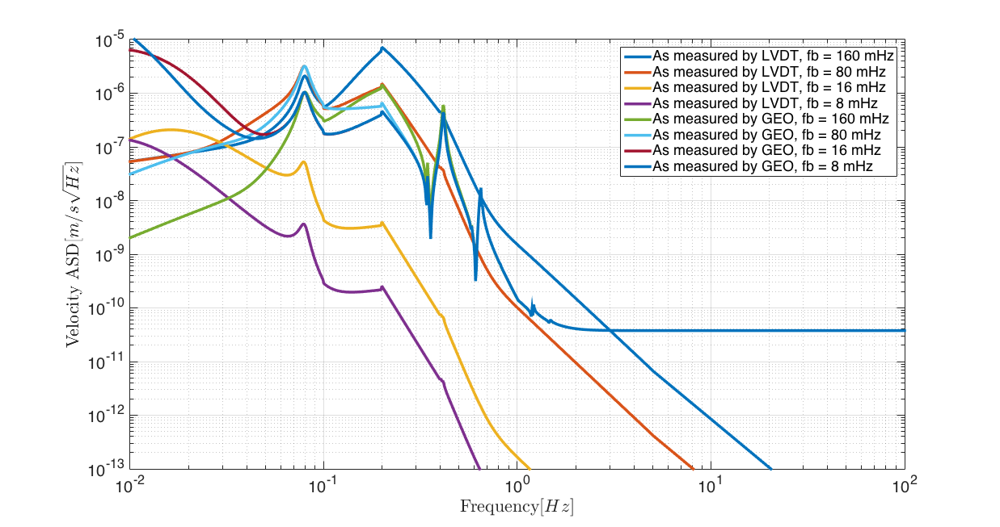 10^-5
10^-6
10^-7
10^-8
10^-9
10^-10
10^-11
10^-12
10^-13
Velocity ASD[m/s√Hz]
As measured by LVDT, fb = 160 mHz
As measured by LVDT, fb = 80 mHz
As measured by LVDT, fb = 16 mHz
As measured by LVDT, fb = 8 mHz
As measured by GEO, fb = 160 mHz
As measured by GEO, fb = 80 mHz
As measured by GEO, fb = 16 mHz
As measured by GEO, fb = 8 mHz
10^-2 10^-1 10^0 10^1 10^2
Frequency[Hz]